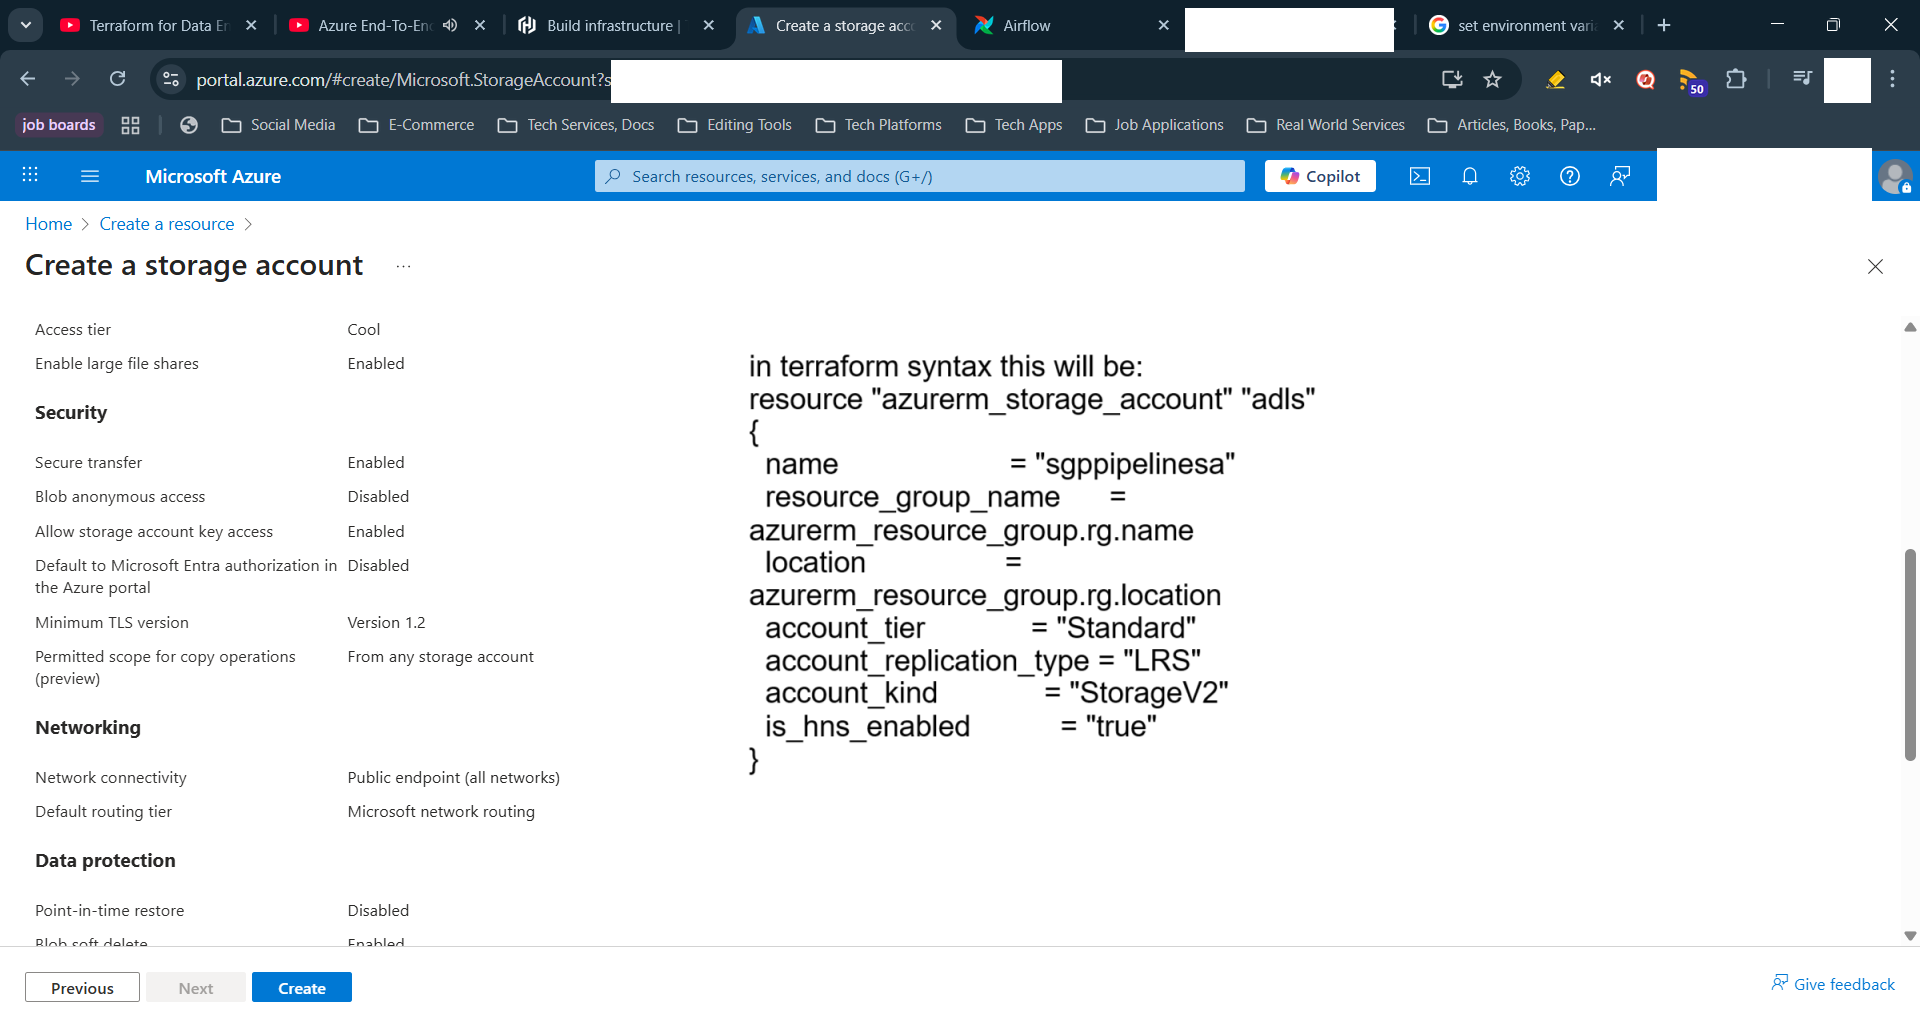 Terraform for Data En
Azure End-To-En
Build infrastructure |
Create a storage acc
Airflow
set environment vari
portal.azure.com/#create/Microsoft.StorageAccount?s
50
job boards
Social Media
E-Commerce
Tech Services, Docs
Editing Tools
Tech Platforms
Tech Apps
Job Applications
Real World Services
Articles, Books, Pap...
Microsoft Azure
Search resources, services, and docs (G+/)
Copilot
Home > Create a resource >
Create a storage account ...
Access tier Cool
Enable large file shares Enabled
Security
Secure transfer Enabled
Blob anonymous access Disabled
Allow storage account key access Enabled
Default to Microsoft Entra authorization in Disabled
the Azure portal
Minimum TLS version Version 1.2
Permitted scope for copy operations From any storage account
(preview)
Networking
Network connectivity Public endpoint (all networks)
Default routing tier Microsoft network routing
Data protection
Point-in-time restore Disabled
Blob soft delete Enabled
in terraform syntax this will be:
resource "azurerm_storage_account" "adls"
{
name = "sgppipelinesa"
resource_group_name =
azurerm_resource_group.rg.name
location =
azurerm_resource_group.rg.location
account_tier = "Standard"
account_replication_type = "LRS"
account_kind = "StorageV2"
is_hns_enabled = "true"
}
Previous
Next
Create
Give feedback